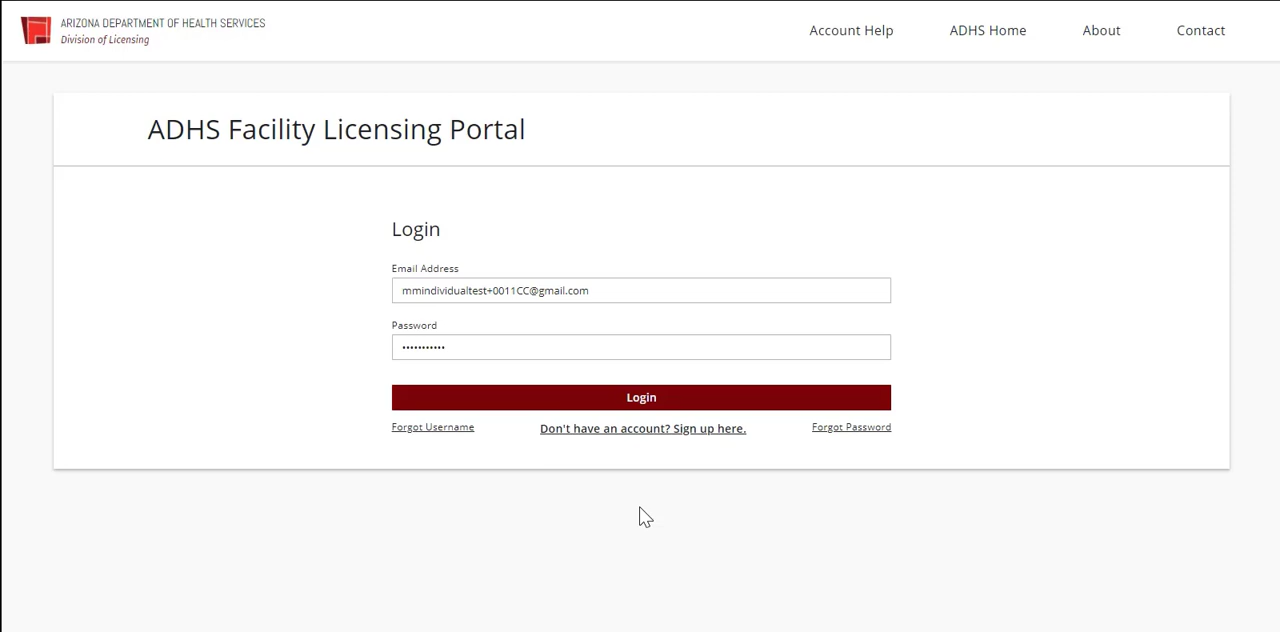 ARIZONA DEPARTMENT OF HEALTH SERVICES
Division of Licensing
Account Help
ADHS Home
About
Contact
ADHS Facility Licensing Portal
Login
Email Address
mmindividualtest+0011CC@gmail.com
Password
•••••••••••
Login
Forgot Username
Don't have an account? Sign up here.
Forgot Password